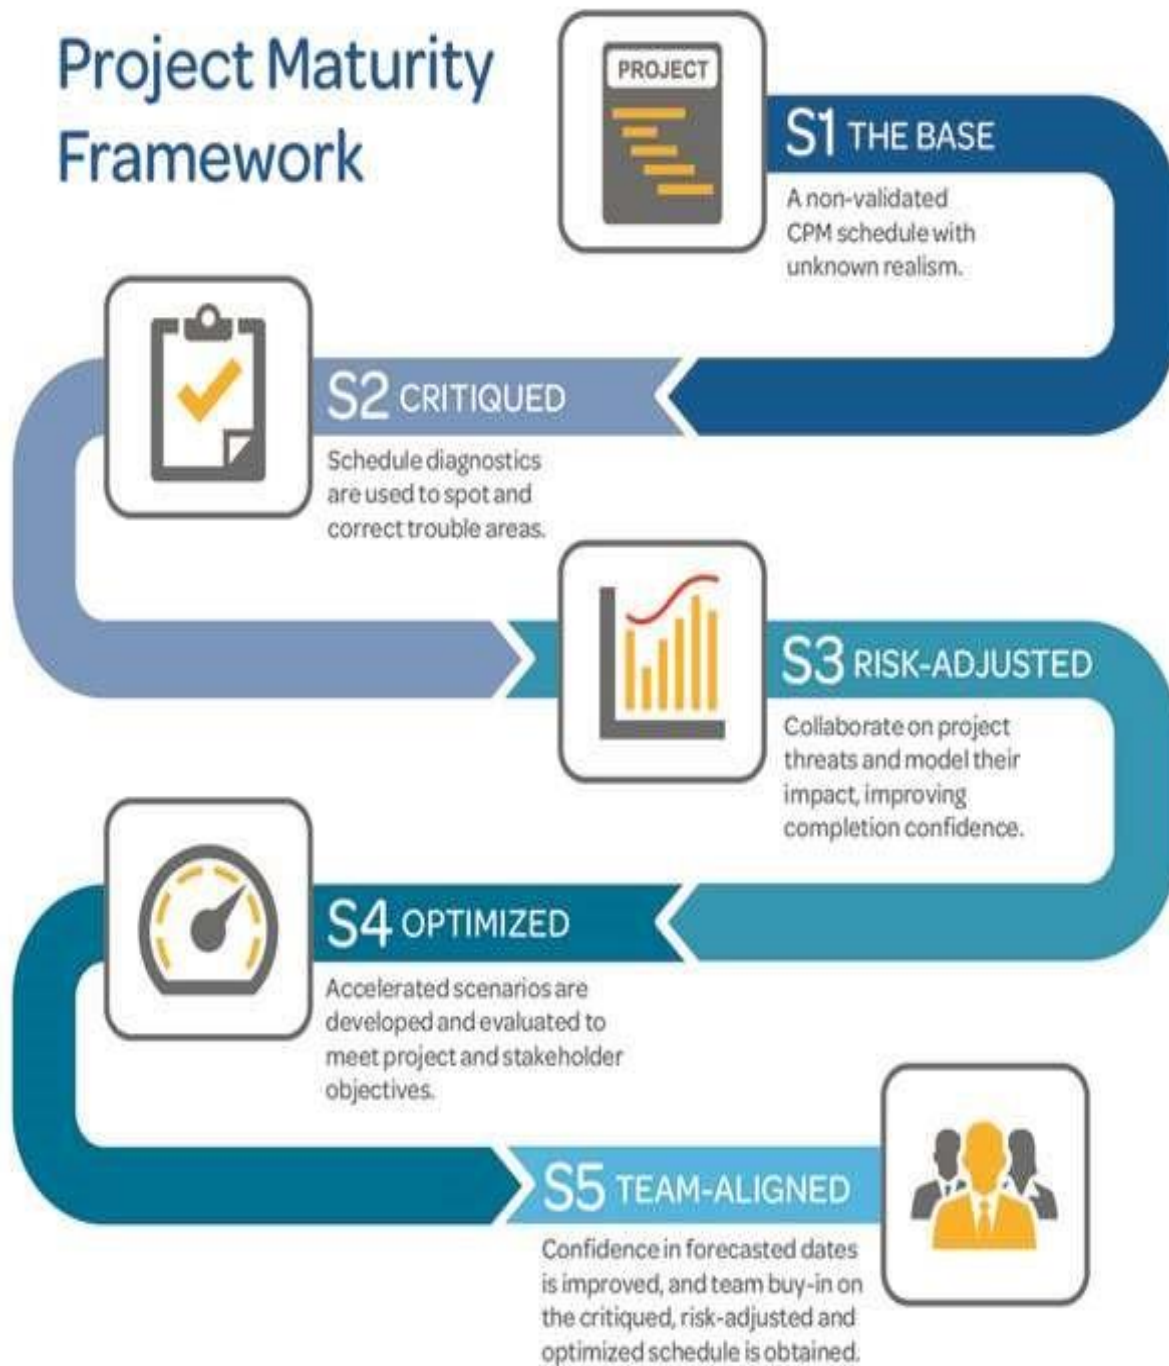 Project Maturity
Framework
PROJECT
S1 THE BASE
A non-validated
CPM schedule with
unknown realism.
S2 CRITIQUED
Schedule diagnostics
are used to spot and
correct trouble areas.
S3 RISK-ADJUSTED
Collaborate on project
threats and model their
impact, improving
completion confidence.
S4 OPTIMIZED
Accelerated scenarios are
developed and evaluated to
meet project and stakeholder
objectives.
S5 TEAM-ALIGNED
Confidence in forecasted dates
is improved, and team buy-in on
the critiqued, risk-adjusted and
optimized schedule is obtained.